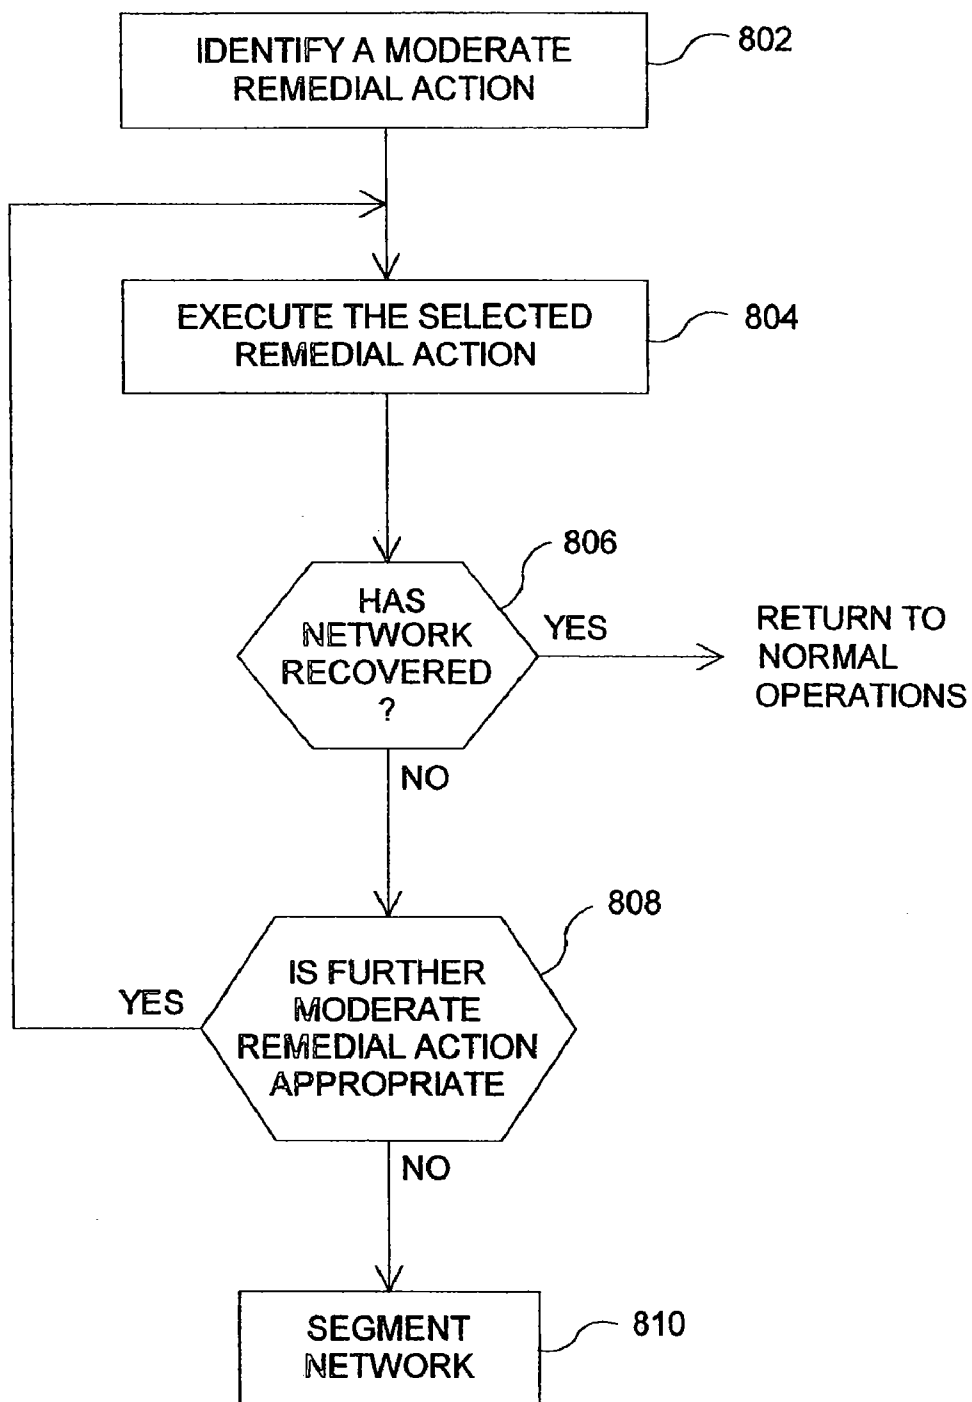 IDENTIFY A MODERATE
REMEDIAL ACTION
802
EXECUTE THE SELECTED
REMEDIAL ACTION
804
HAS
NETWORK
RECOVERED
?
806
YES
RETURN TO
NORMAL
OPERATIONS
NO
808
IS FURTHER
MODERATE
REMEDIAL ACTION
APPROPRIATE
YES
NO
SEGMENT
NETWORK
810